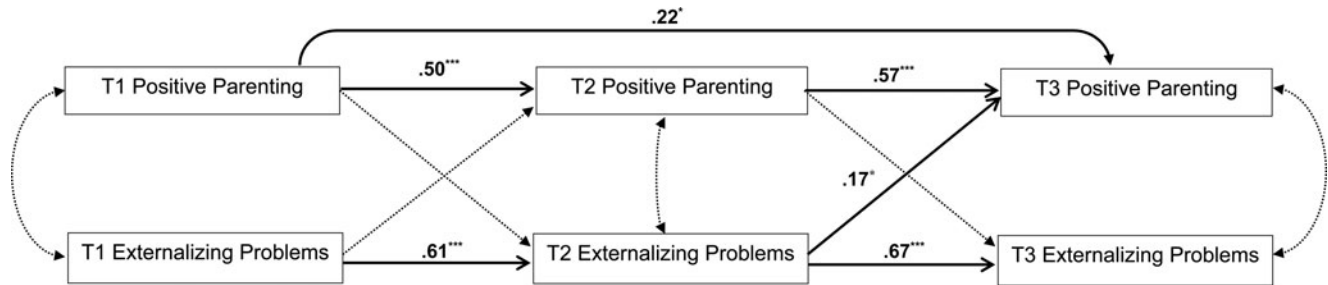 .22*
T1 Positive Parenting
.50***
T2 Positive Parenting
.57***
T3 Positive Parenting
.17*
T1 Externalizing Problems
.61***
T2 Externalizing Problems
.67***
T3 Externalizing Problems